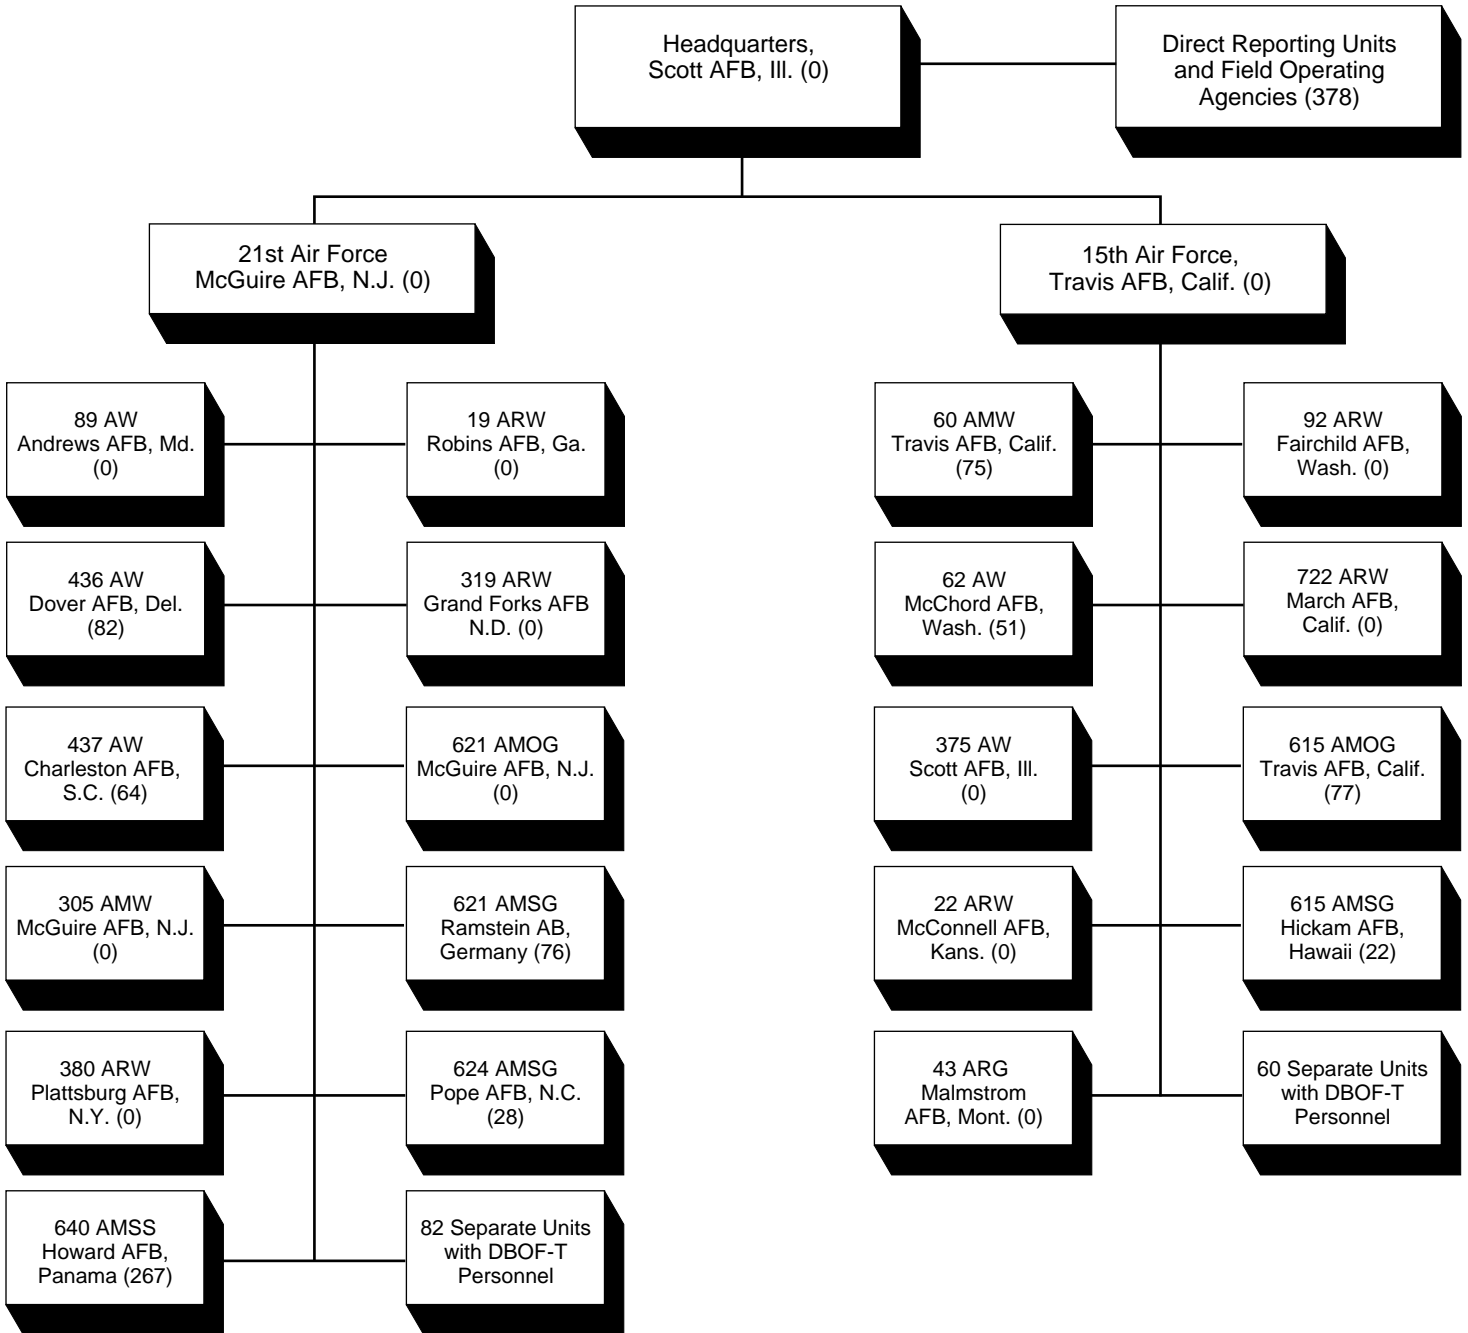 Headquarters,
Scott AFB, Ill. (0)
Direct Reporting Units
and Field Operating
Agencies (378)
21st Air Force
McGuire AFB, N.J. (0)
15th Air Force,
Travis AFB, Calif. (0)
89 AW
Andrews AFB, Md.
(0)
19 ARW
Robins AFB, Ga.
(0)
60 AMW
Travis AFB, Calif.
(75)
92 ARW
Fairchild AFB,
Wash. (0)
436 AW
Dover AFB, Del.
(82)
319 ARW
Grand Forks AFB
N.D. (0)
62 AW
McChord AFB,
Wash. (51)
722 ARW
March AFB,
Calif. (0)
437 AW
Charleston AFB,
S.C. (64)
621 AMOG
McGuire AFB, N.J.
(0)
375 AW
Scott AFB, Ill.
(0)
615 AMOG
Travis AFB, Calif.
(77)
305 AMW
McGuire AFB, N.J.
(0)
621 AMSG
Ramstein AB,
Germany (76)
22 ARW
McConnell AFB,
Kans. (0)
615 AMSG
Hickam AFB,
Hawaii (22)
380 ARW
Plattsburg AFB,
N.Y. (0)
624 AMSG
Pope AFB, N.C.
(28)
43 ARG
Malmstrom
AFB, Mont. (0)
60 Separate Units
with DBOF-T
Personnel
640 AMSS
Howard AFB,
Panama (267)
82 Separate Units
with DBOF-T
Personnel